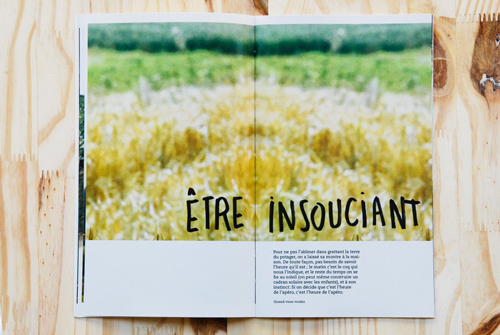 ÊTRE INSOUCIANT
Pour ne pas l'abîmer dans grattant la terre
du potager, on a laissé sa montre à la mai-
son. De toute façon, pas besoin de savoir
l'heure qu'il est ; le matin c'est le coq qui
nous l'indique, et le reste du temps on se
fie au soleil (on peut même construire un
cadran solaire avec les enfants), et à son
instinct. Si on décide que c'est l'heure
de l'apéro, c'est l'heure de l'apéro.
Quand vous voulez